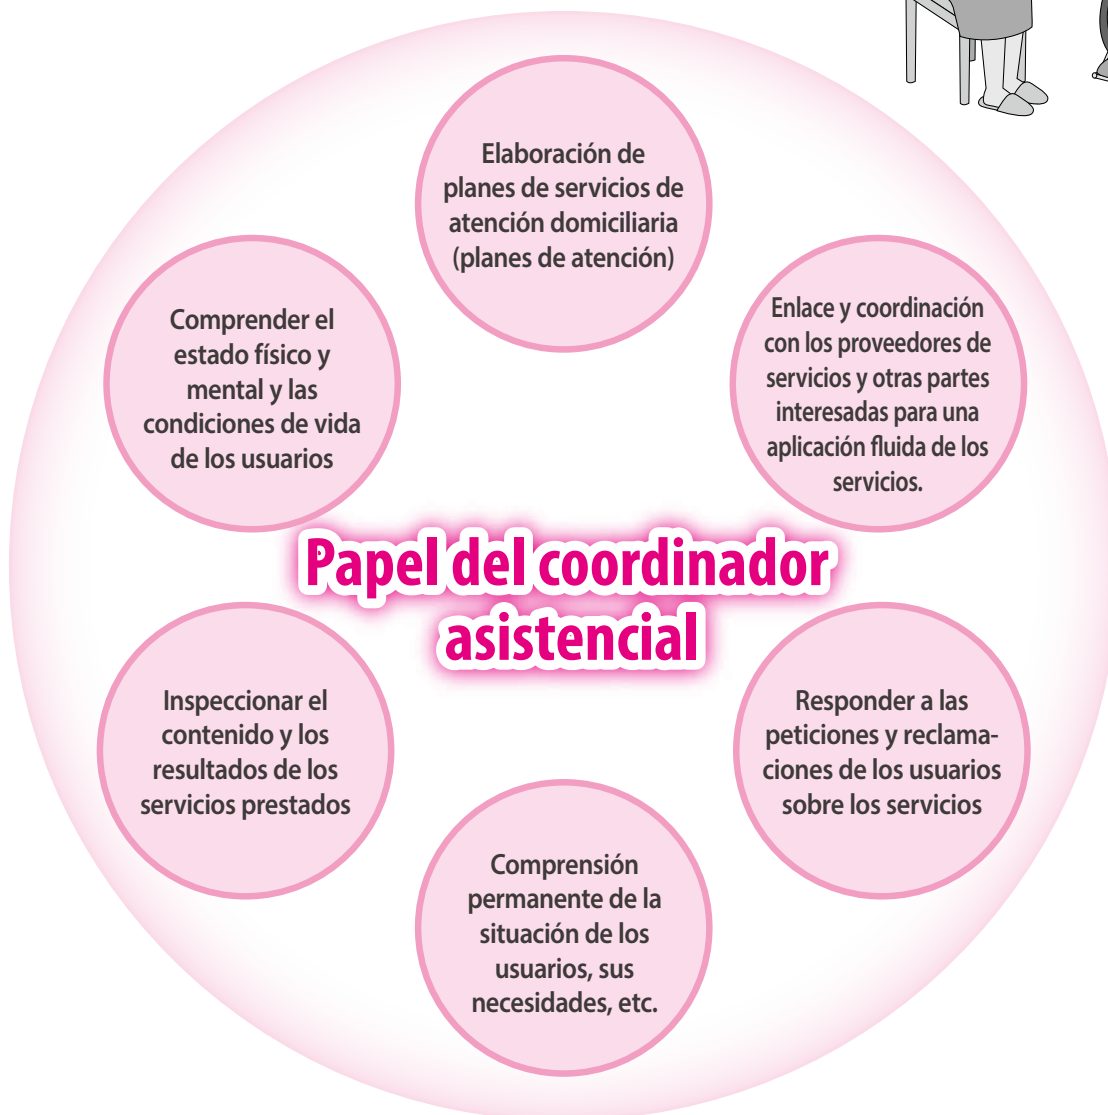 Elaboración de
planes de servicios de
atención domiciliaria
(planes de atención)
Comprender el
estado físico y
mental y las
condiciones de vida
de los usuarios
Enlace y coordinación
con los proveedores de
servicios y otras partes
interesadas para una
aplicación fluida de los
servicios.
Papel del coordinador
asistencial
Inspeccionar el
contenido y los
resultados de los
servicios prestados
Responder a las
peticiones y reclama-
ciones de los usuarios
sobre los servicios
Comprensión
permanente de la
situación de los
usuarios, sus
necesidades, etc.